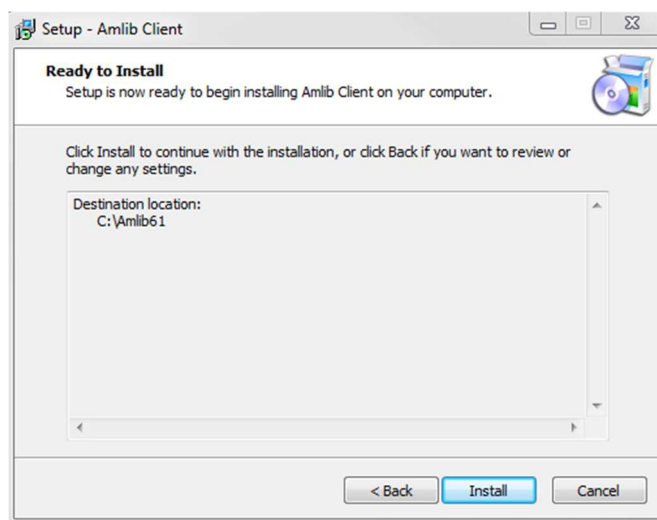 Setup - Amlib Client
Ready to Install
Setup is now ready to begin installing Amlib Client on your computer.
Click Install to continue with the installation, or click Back if you want to review or
change any settings.
Destination location:
C:\Amlib61
< Back
Install
Cancel